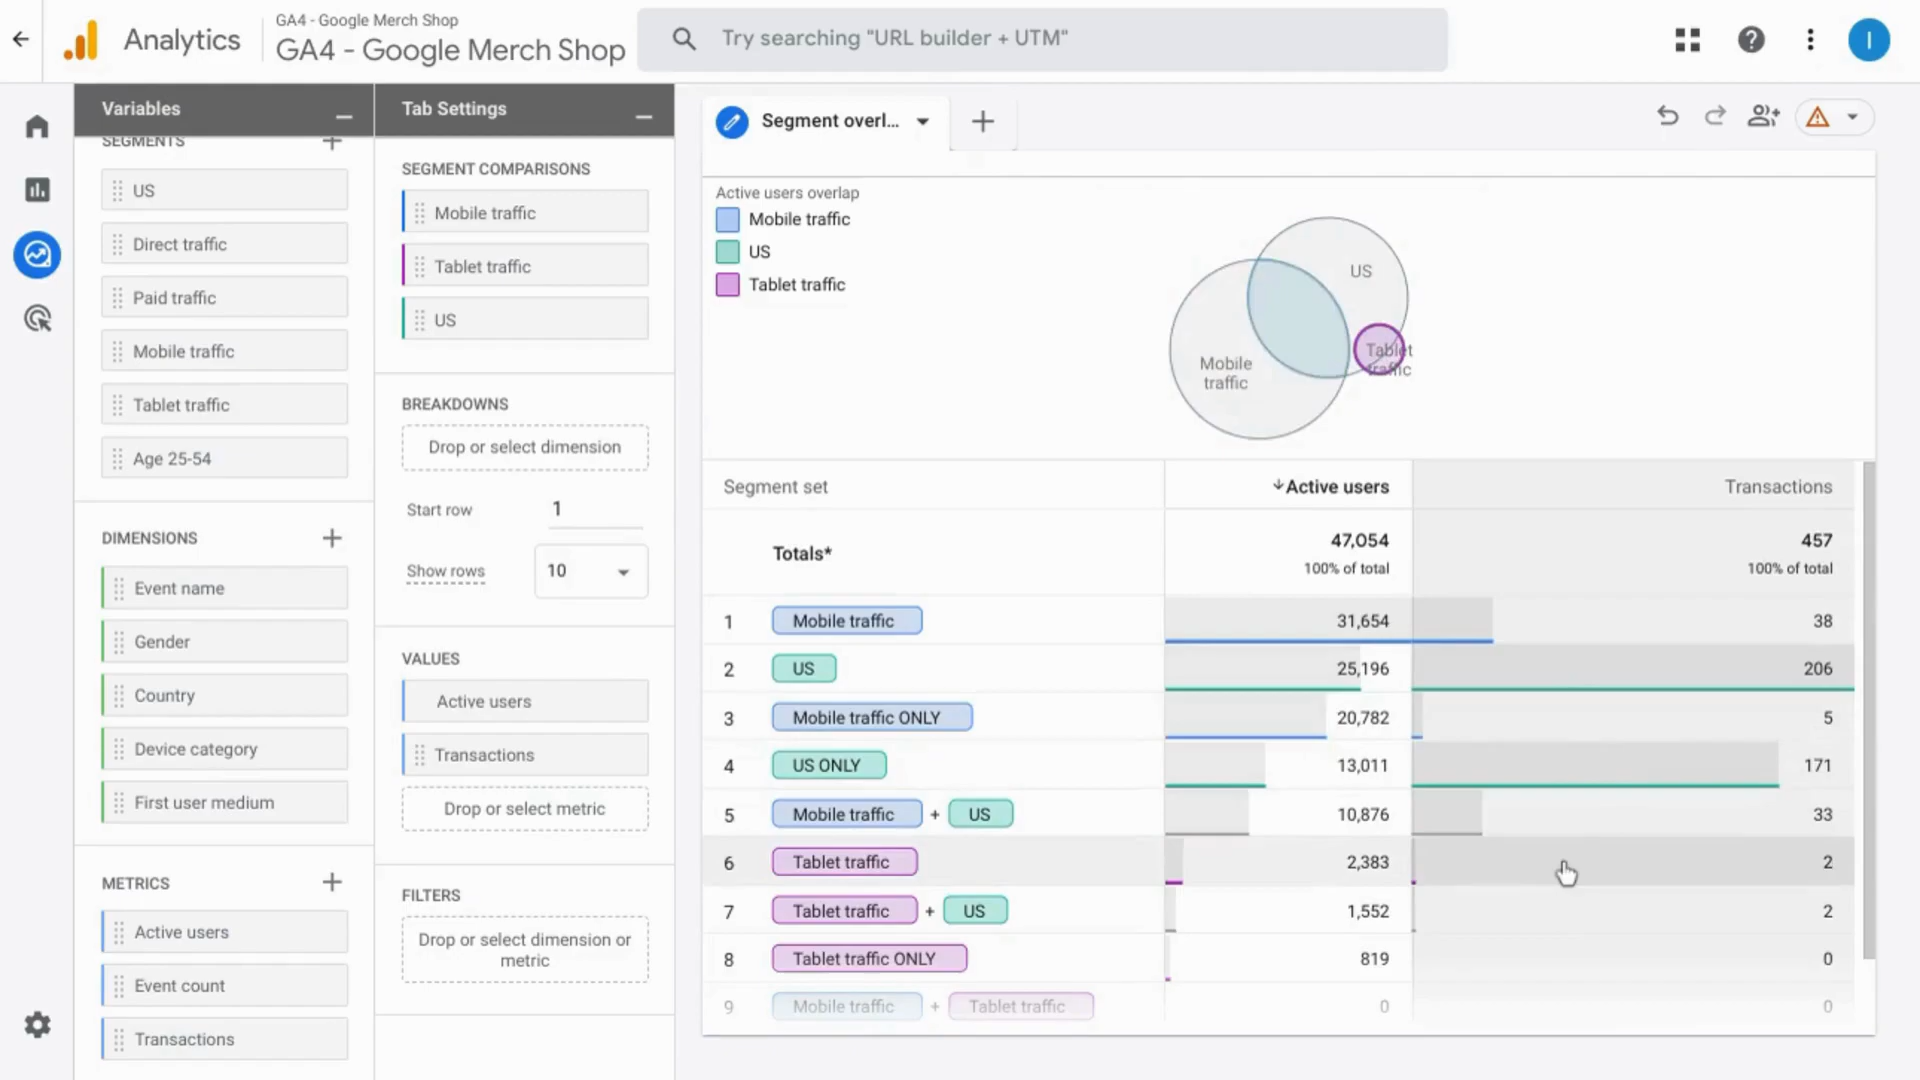 Analytics
GA4 - Google Merch Shop
GA4 - Google Merch Shop
Try searching "URL builder + UTM"
I
Variables
SEGMENTS
US
Direct traffic
Paid traffic
Mobile traffic
Tablet traffic
Age 25-54
DIMENSIONS
Event name
Gender
Country
Device category
First user medium
METRICS
Active users
Event count
Transactions
Tab Settings
SEGMENT COMPARISONS
Mobile traffic
Tablet traffic
US
BREAKDOWNS
Drop or select dimension
Start row 1
Show rows 10
VALUES
Active users
Transactions
Drop or select metric
FILTERS
Drop or select dimension or
metric
Segment overl...
Active users overlap
Mobile traffic
US
Tablet traffic
US
Mobile
traffic
Tablet
traffic
Segment set Active users Transactions
Totals* 47,054 457
100% of total 100% of total
1 Mobile traffic 31,654 38
2 US 25,196 206
3 Mobile traffic ONLY 20,782 5
4 US ONLY 13,011 171
5 Mobile traffic + US 10,876 33
6 Tablet traffic 2,383 2
7 Tablet traffic + US 1,552 2
8 Tablet traffic ONLY 819 0
9 Mobile traffic + Tablet traffic 0 0